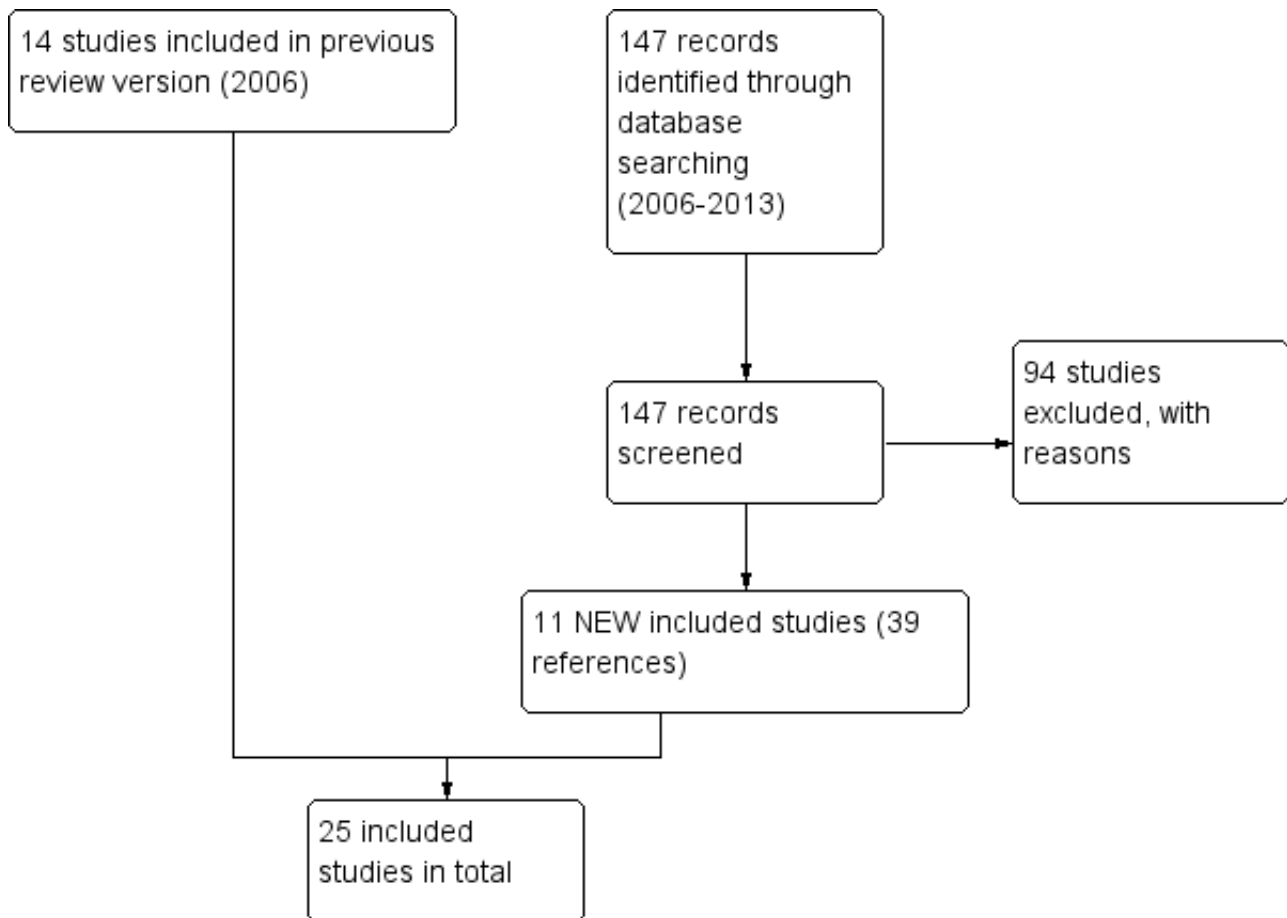 14 studies included in previous
review version (2006)
147 records
identified through
database
searching
(2006-2013)
147 records
screened
94 studies
excluded, with
reasons
11 NEW included studies (39
references)
25 included
studies in total